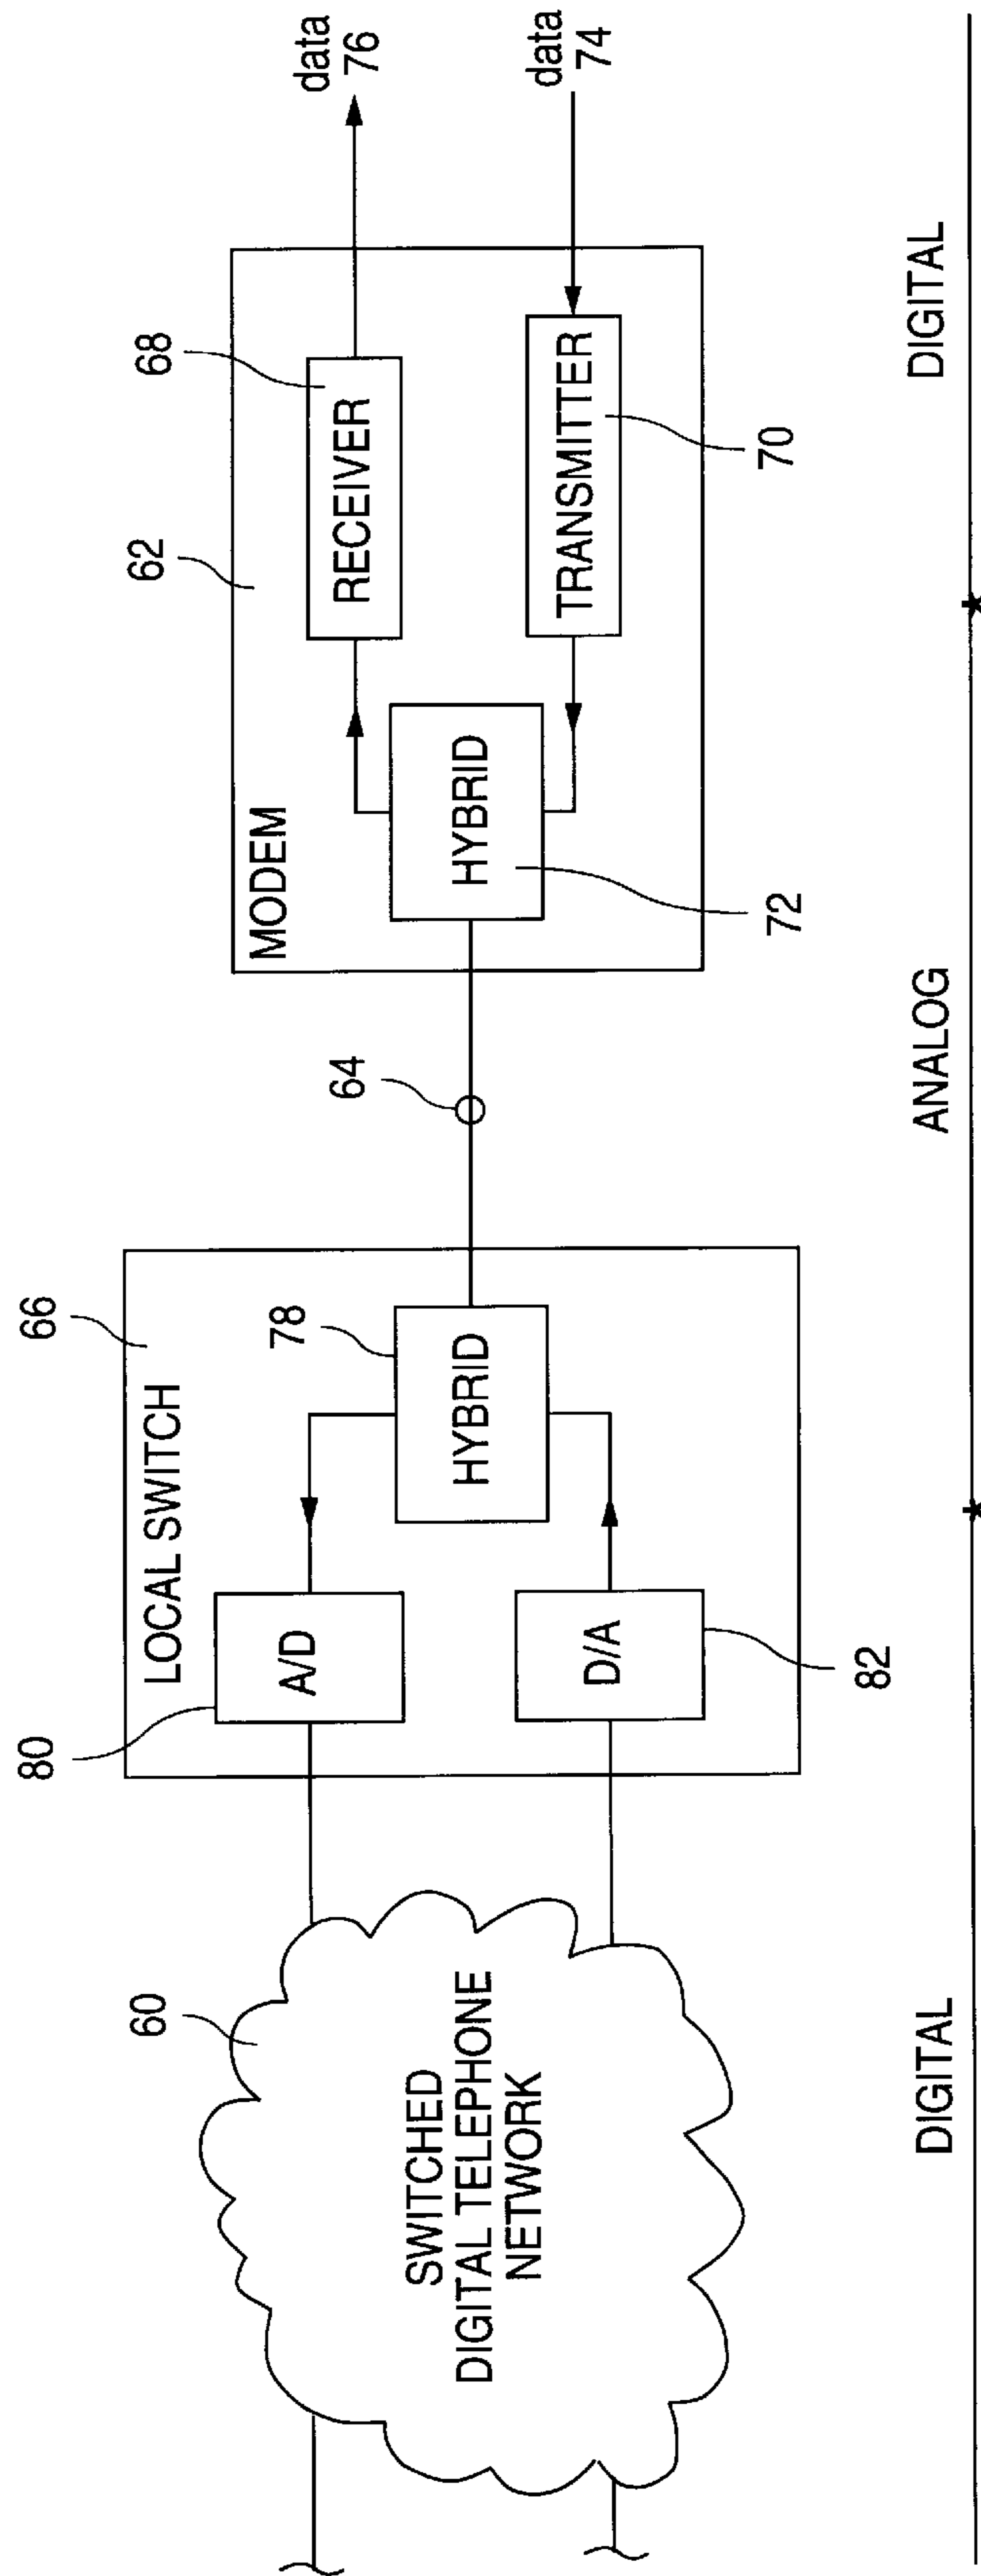 60
SWITCHED
DIGITAL TELEPHONE
NETWORK
66
LOCAL SWITCH
80
A/D
D/A
82
78
HYBRID
64
62
MODEM
HYBRID
72
68
RECEIVER
TRANSMITTER
70
data
76
data
74
DIGITAL
ANALOG
DIGITAL